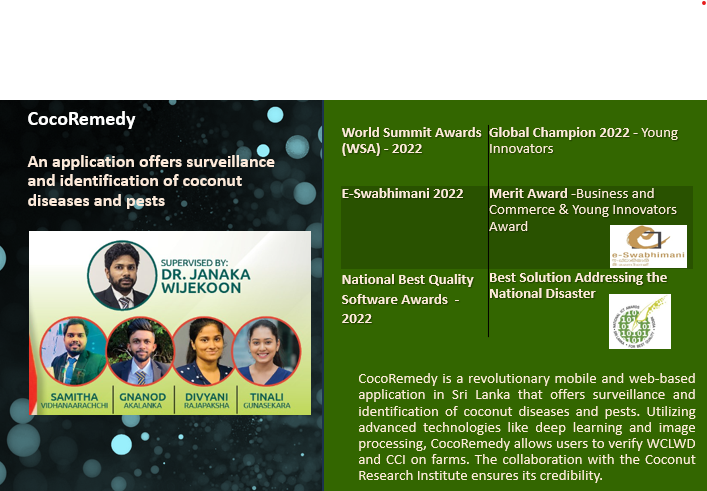 CocoRemedy
An application offers surveillance
and identification of coconut
diseases and pests
SUPERVISED BY:
DR. JANAKA
WIJEKOON
SAMITHA
VIDHANAARACHCHI
GNANOD
AKALANKA
DIVYANI
RAJAPAKSHA
TINALI
GUNASEKARA
World Summit Awards
(WSA) - 2022
Global Champion 2022 - Young
Innovators
E-Swabhimani 2022
Merit Award -Business and
Commerce & Young Innovators
Award
e-Swabhimani
National Best Quality
Software Awards -
2022
Best Solution Addressing the
National Disaster
CocoRemedy is a revolutionary mobile and web-based
application in Sri Lanka that offers surveillance and
identification of coconut diseases and pests. Utilizing
advanced technologies like deep learning and image
processing, CocoRemedy allows users to verify WCLWD
and CCI on farms. The collaboration with the Coconut
Research Institute ensures its credibility.